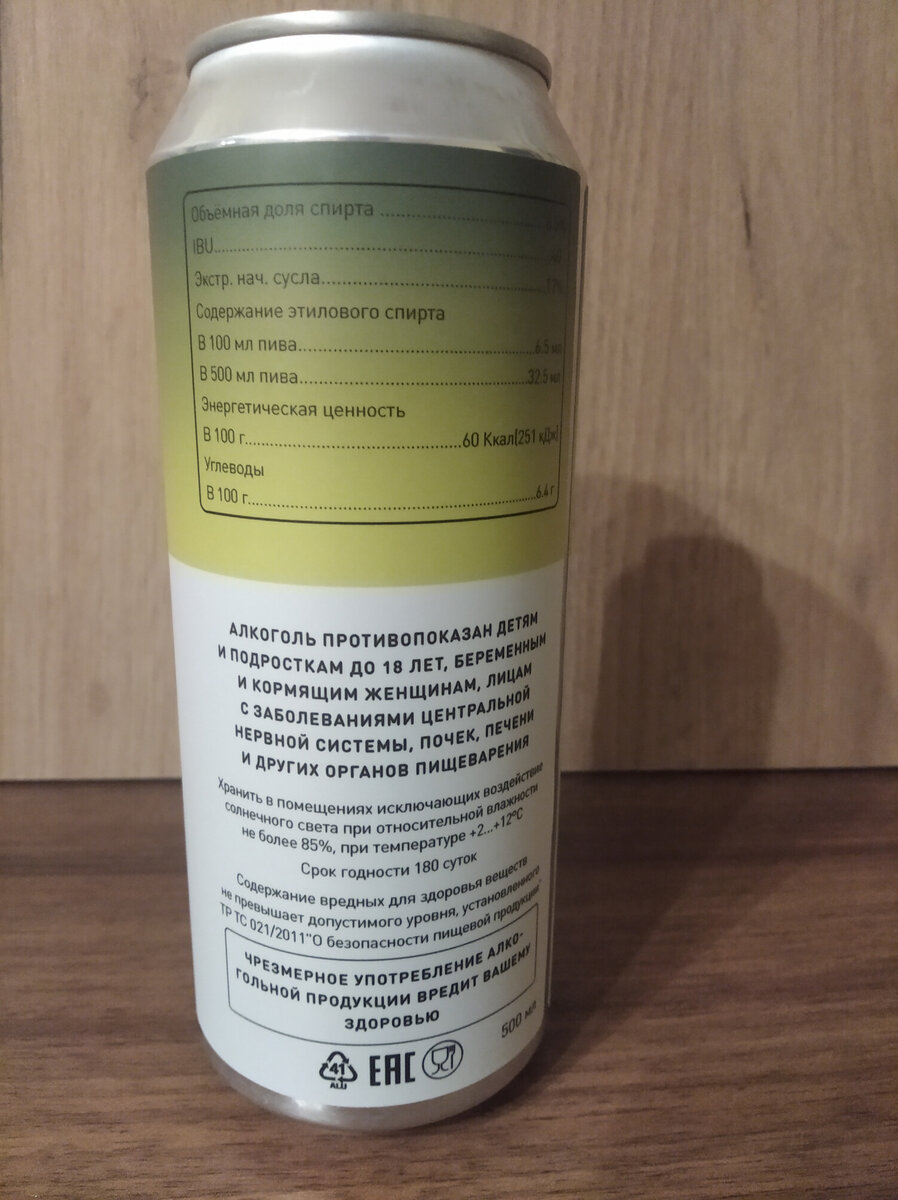 Объёмная доля спирта ........................
IBU........................
Экстр. нач. сусла........................17%
Содержание этилового спирта
В 100 мл пива........................6.5 мл
В 500 мл пива........................32.5 мл
Энергетическая ценность
В 100 г........................60 Ккал(251 кДж)
Углеводы
В 100 г........................6.4 г
АЛКОГОЛЬ ПРОТИВОПОКАЗАН ДЕТЯМ
И ПОДРОСТКАМ ДО 18 ЛЕТ, БЕРЕМЕННЫМ
И КОРМЯЩИМ ЖЕНЩИНАМ, ЛИЦАМ
С ЗАБОЛЕВАНИЯМИ ЦЕНТРАЛЬНОЙ
НЕРВНОЙ СИСТЕМЫ, ПОЧЕК, ПЕЧЕНИ
И ДРУГИХ ОРГАНОВ ПИЩЕВАРЕНИЯ
Хранить в помещениях исключающих воздействие
солнечного света при относительной влажности
не более 85%, при температуре +2...+12°C
Срок годности 180 суток
Содержание вредных для здоровья веществ
не превышает допустимого уровня, установленного
ТР ТС 021/2011"О безопасности пищевой продукции"
ЧРЕЗМЕРНОЕ УПОТРЕБЛЕНИЕ АЛКО-
ГОЛЬНОЙ ПРОДУКЦИИ ВРЕДИТ ВАШЕМУ
ЗДОРОВЬЮ
500 мл
41
ALU
EAC